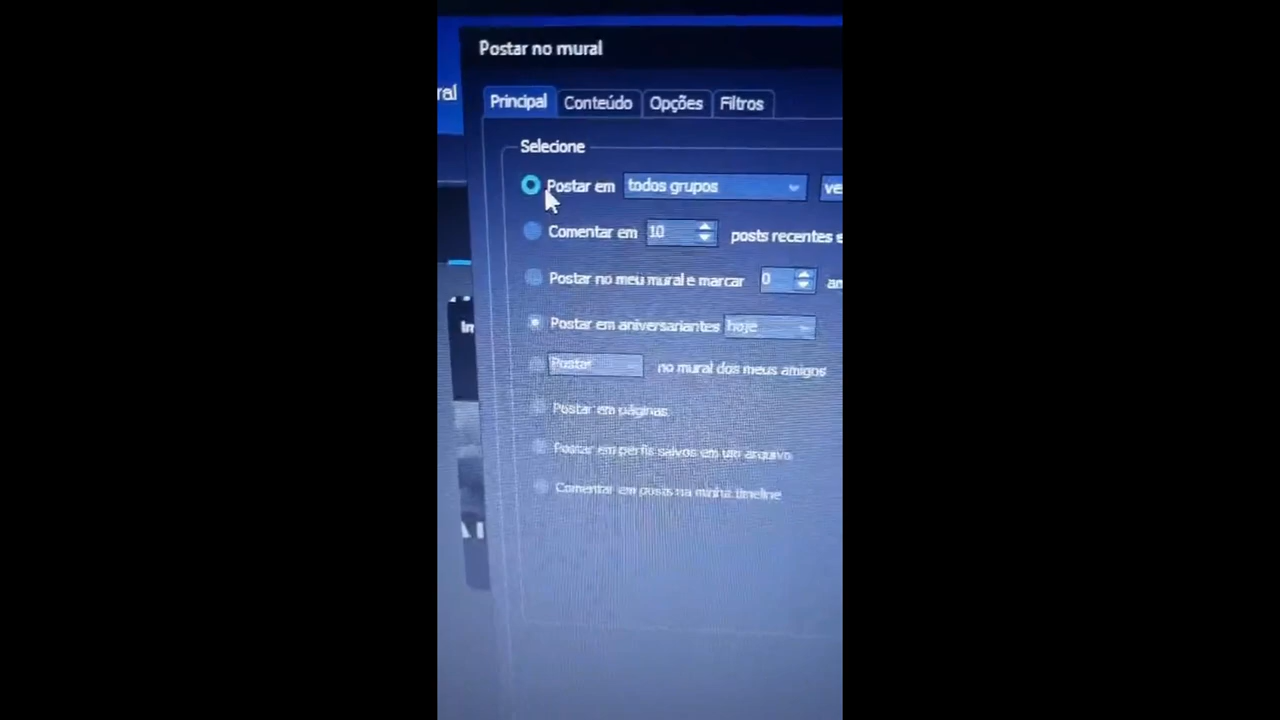 Postar no mural
ral
Principal Conteúdo Opções Filtros
Selecione
Postar em todos grupos ve
Comentar em 10 posts recentes e
Postar no meu mural e marcar 0 am
Postar em aniversariantes hoje
Postar no mural dos meus amigos
Postar em páginas
Postar em perfis salvos em um arquivo
Comentar em posts na minha timeline